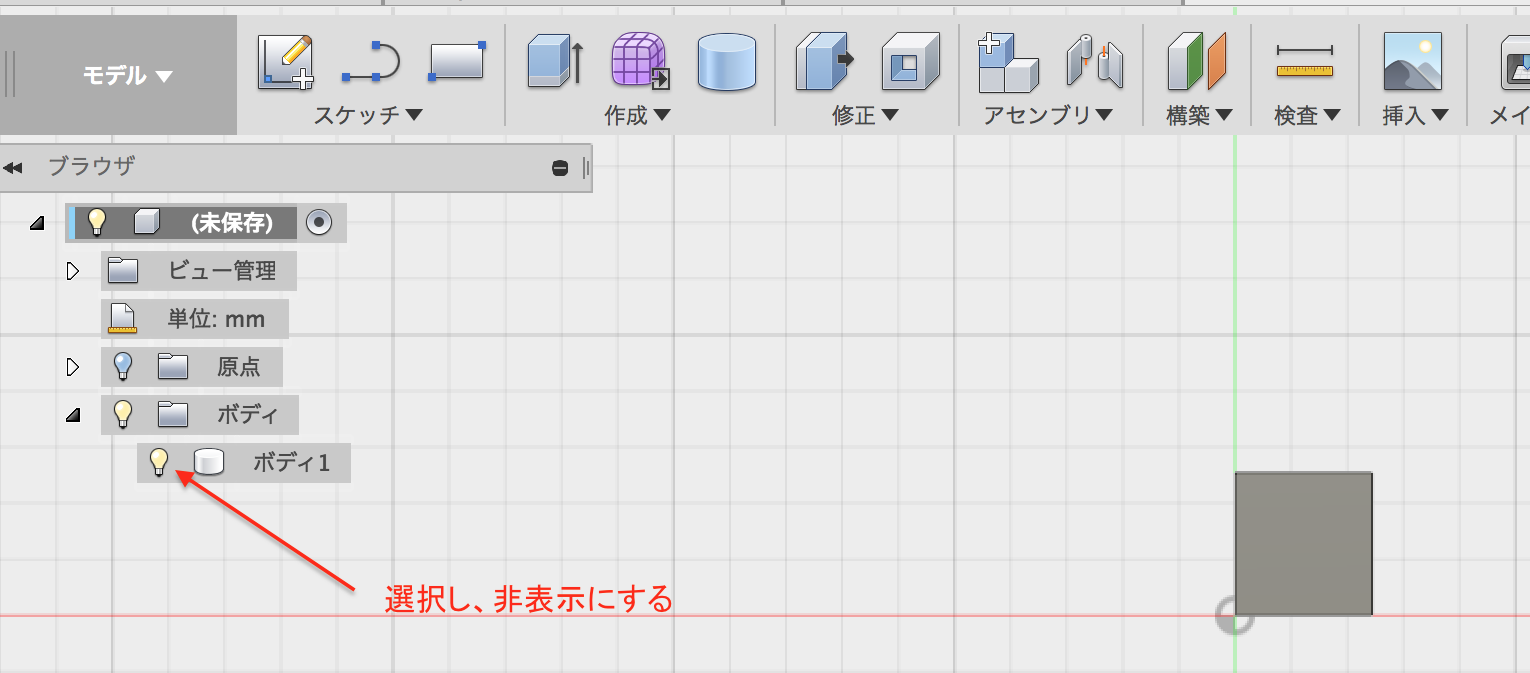 モデル
スケッチ
作成
修正
アセンブリ
構築
検査
挿入
メイ
ブラウザ
(未保存)
ビュー管理
単位: mm
原点
ボディ
ボディ1
選択し、非表示にする